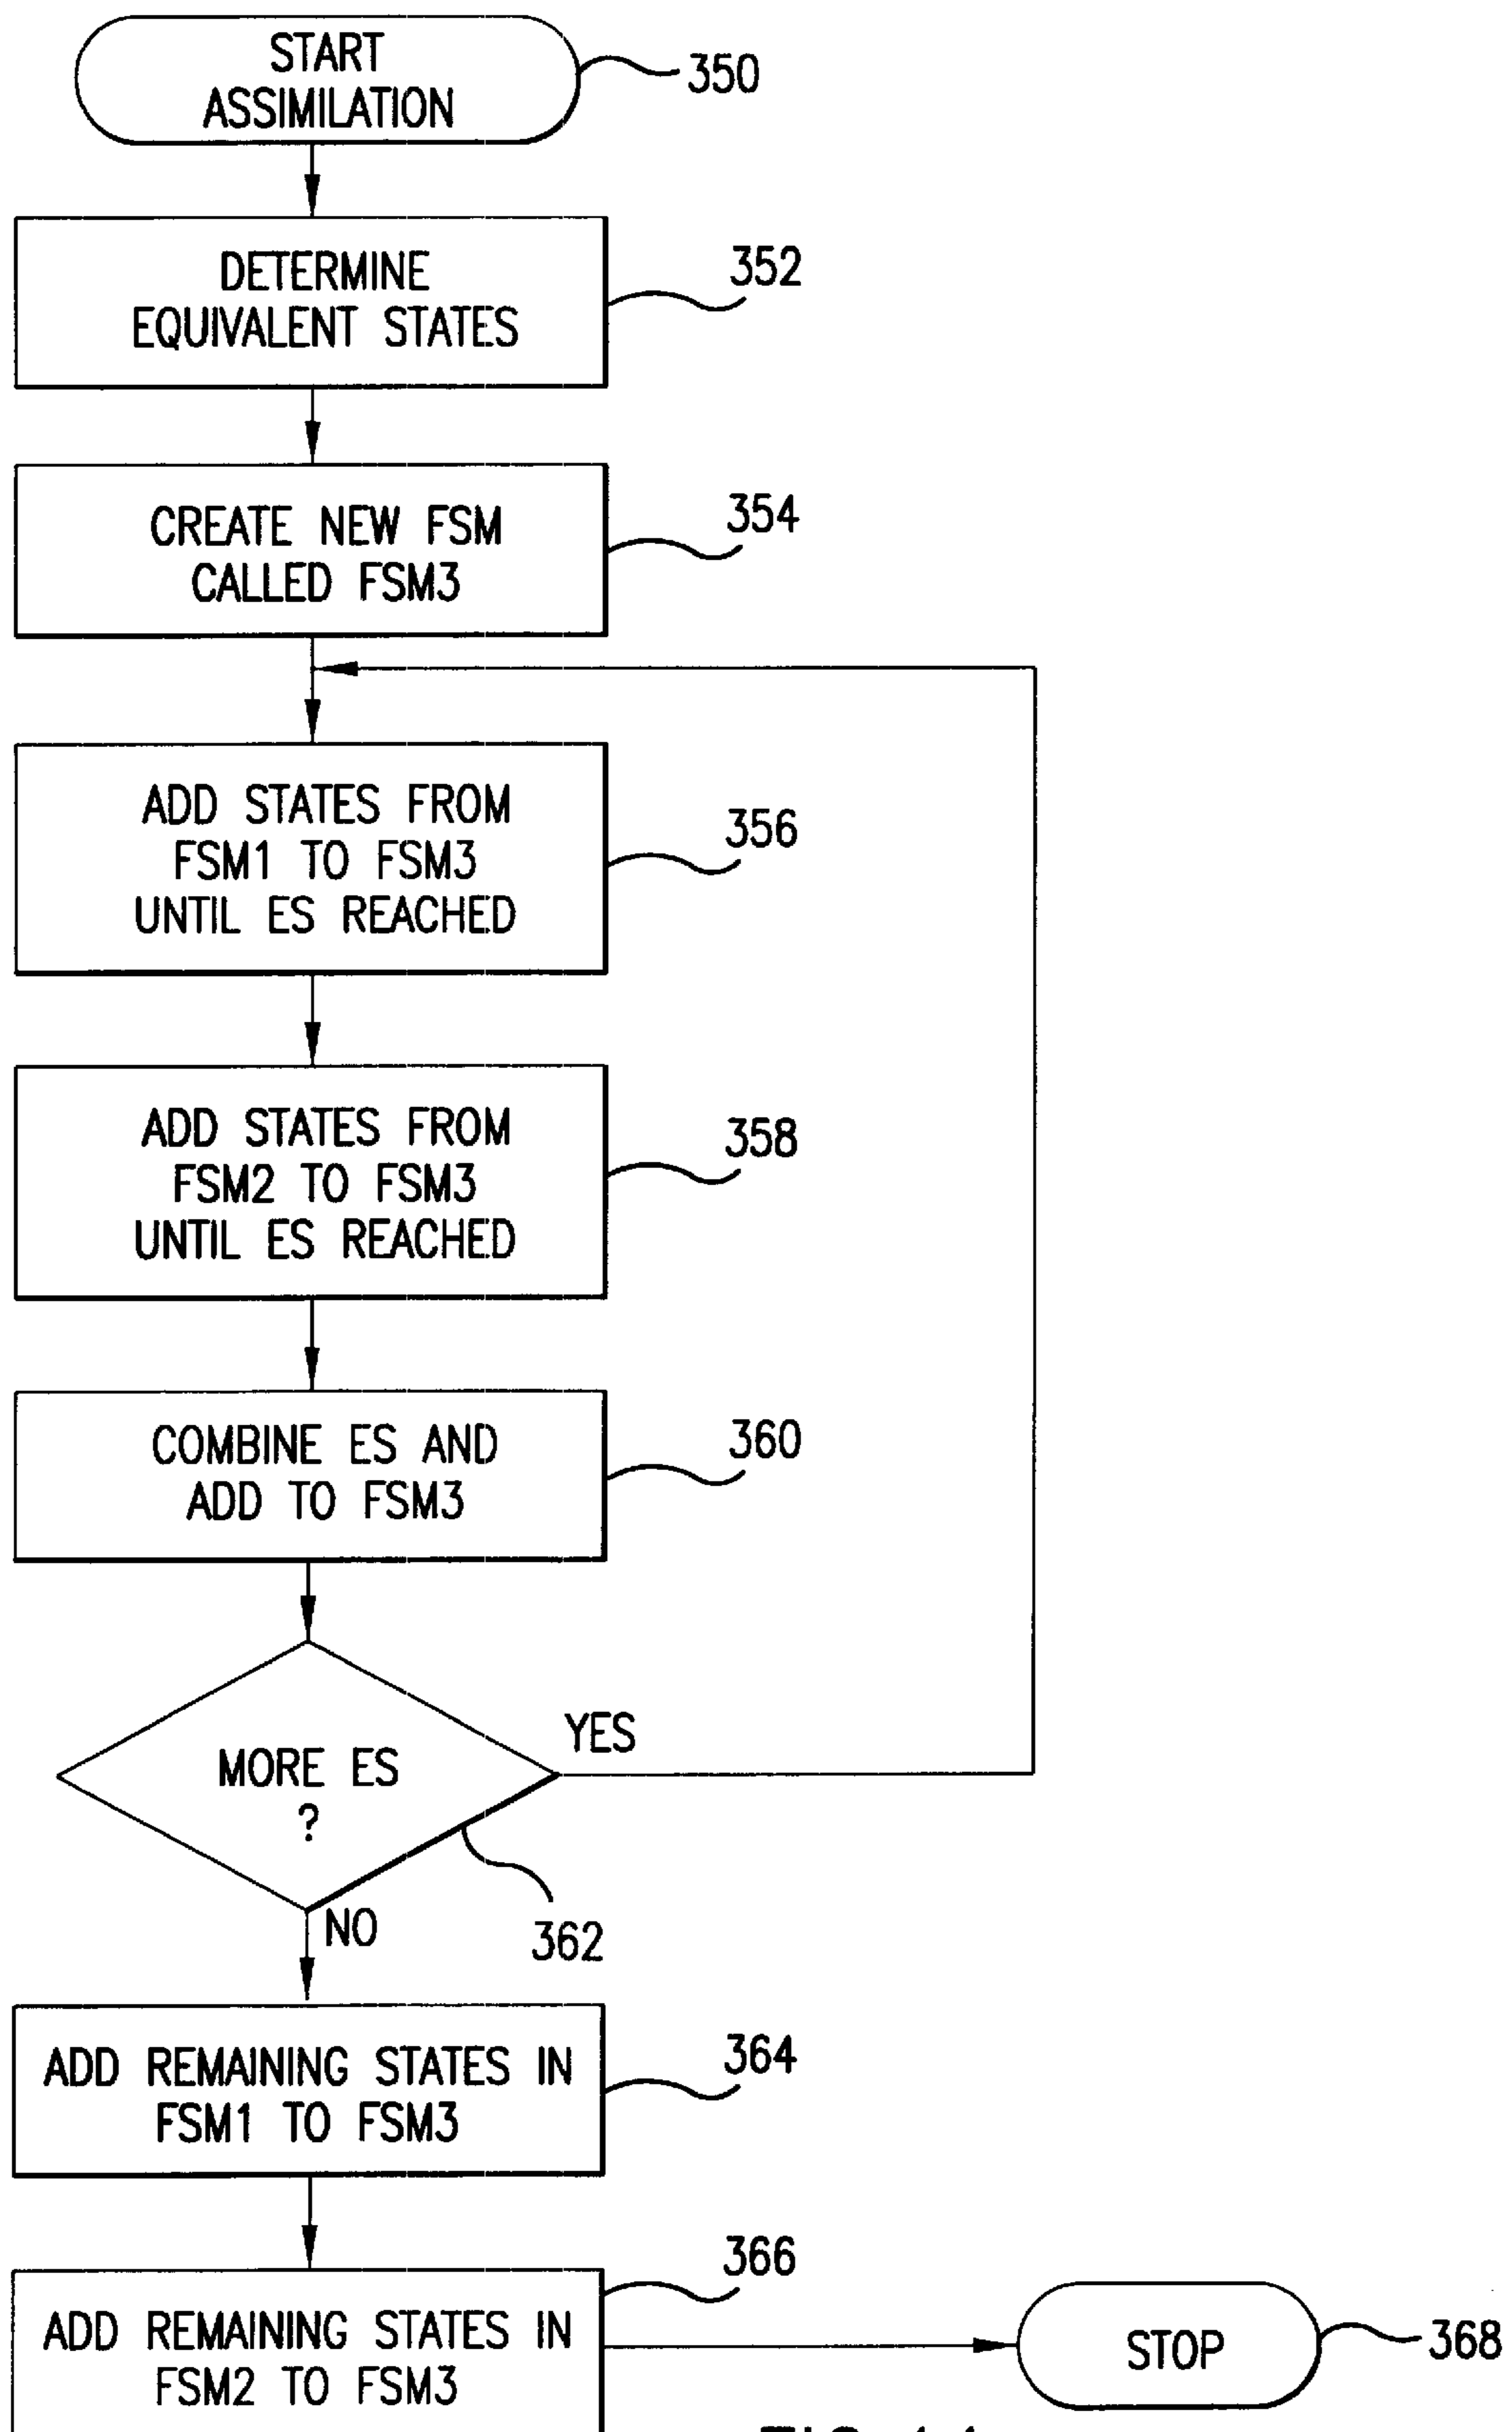 START
ASSIMILATION
350
DETERMINE
EQUIVALENT STATES
352
CREATE NEW FSM
CALLED FSM3
354
ADD STATES FROM
FSM1 TO FSM3
UNTIL ES REACHED
356
ADD STATES FROM
FSM2 TO FSM3
UNTIL ES REACHED
358
COMBINE ES AND
ADD TO FSM3
360
MORE ES
?
YES
NO
362
ADD REMAINING STATES IN
FSM1 TO FSM3
364
ADD REMAINING STATES IN
FSM2 TO FSM3
366
STOP
368